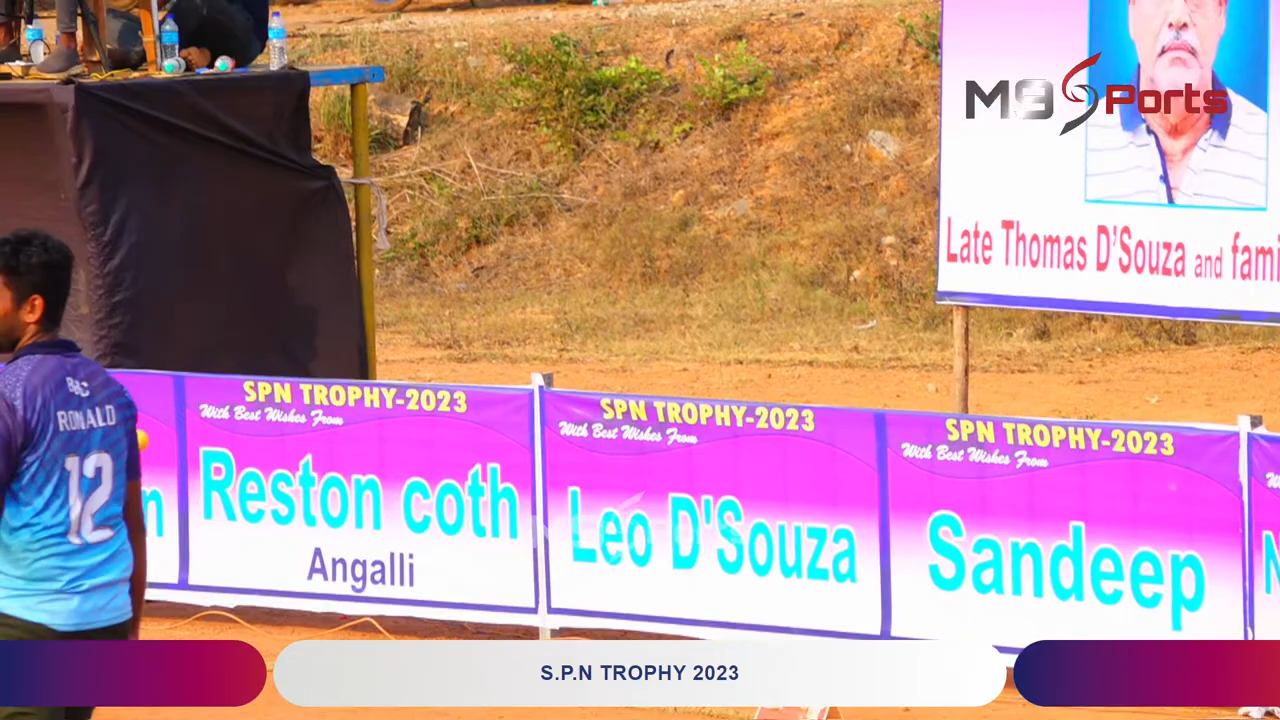 M9 SPorts
Late Thomas D'Souza and
BBC
RONALD
12
SPN TROPHY-2023
With Best Wishes From
Reston coth
Angalli
SPN TROPHY-2023
With Best Wishes From
Leo D'Souza
SPN TROPHY-2023
With Best Wishes From
Sandeep
S.P.N TROPHY 2023